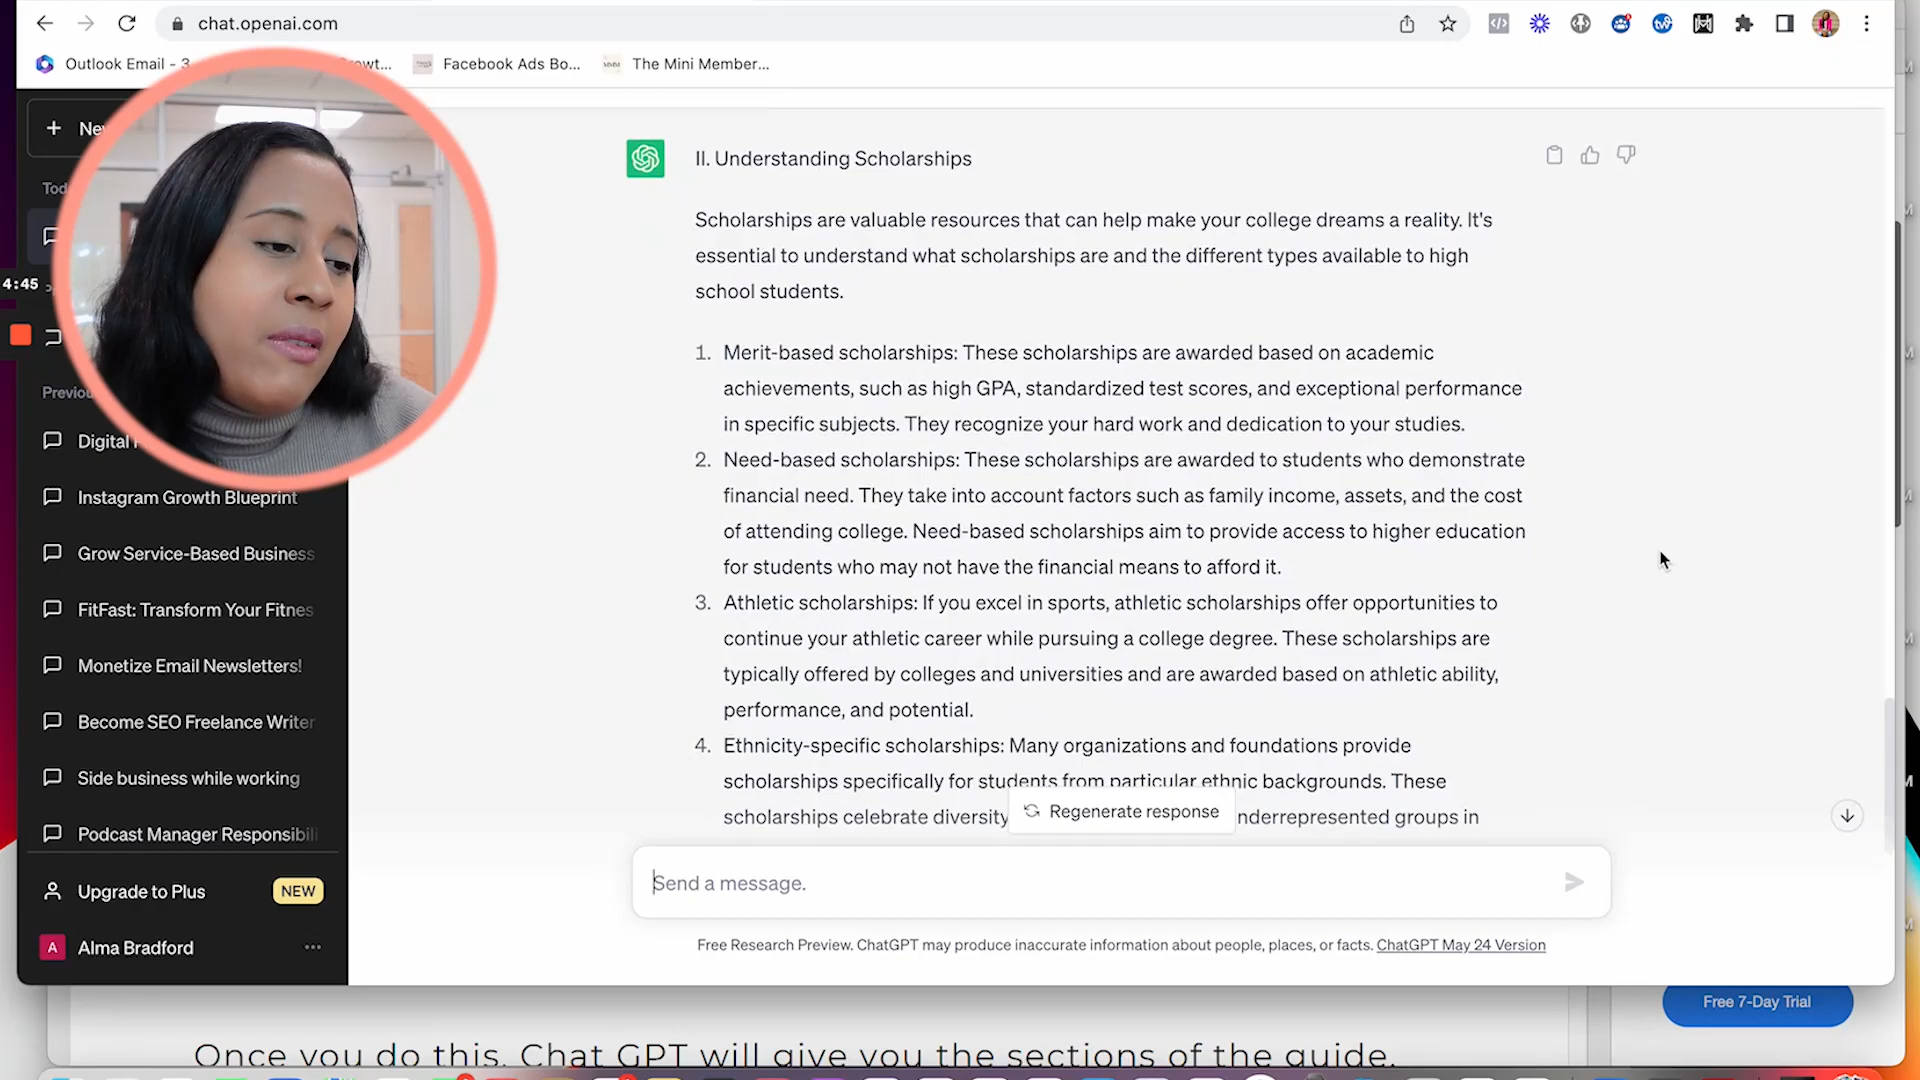 chat.openai.com
Outlook Email - 3
owt...
Facebook Ads Bo...
The Mini Member...
II. Understanding Scholarships
Scholarships are valuable resources that can help make your college dreams a reality. It's
essential to understand what scholarships are and the different types available to high
school students.
1. Merit-based scholarships: These scholarships are awarded based on academic
achievements, such as high GPA, standardized test scores, and exceptional performance
in specific subjects. They recognize your hard work and dedication to your studies.
2. Need-based scholarships: These scholarships are awarded to students who demonstrate
financial need. They take into account factors such as family income, assets, and the cost
of attending college. Need-based scholarships aim to provide access to higher education
for students who may not have the financial means to afford it.
3. Athletic scholarships: If you excel in sports, athletic scholarships offer opportunities to
continue your athletic career while pursuing a college degree. These scholarships are
typically offered by colleges and universities and are awarded based on athletic ability,
performance, and potential.
4. Ethnicity-specific scholarships: Many organizations and foundations provide
scholarships specifically for students from particular ethnic backgrounds. These
scholarships celebrate diversity nderrepresented groups in
Regenerate response
Send a message.
Free Research Preview. ChatGPT may produce inaccurate information about people, places, or facts. ChatGPT May 24 Version
+ Nev
Tod
4:45
Previou
Digital
Instagram Growth Blueprint
Grow Service-Based Business
FitFast: Transform Your Fitnes
Monetize Email Newsletters!
Become SEO Freelance Writer
Side business while working
Podcast Manager Responsibili
Upgrade to Plus NEW
A Alma Bradford ...
Free 7-Day Trial
Once you do this, Chat GPT will give you the sections of the guide.